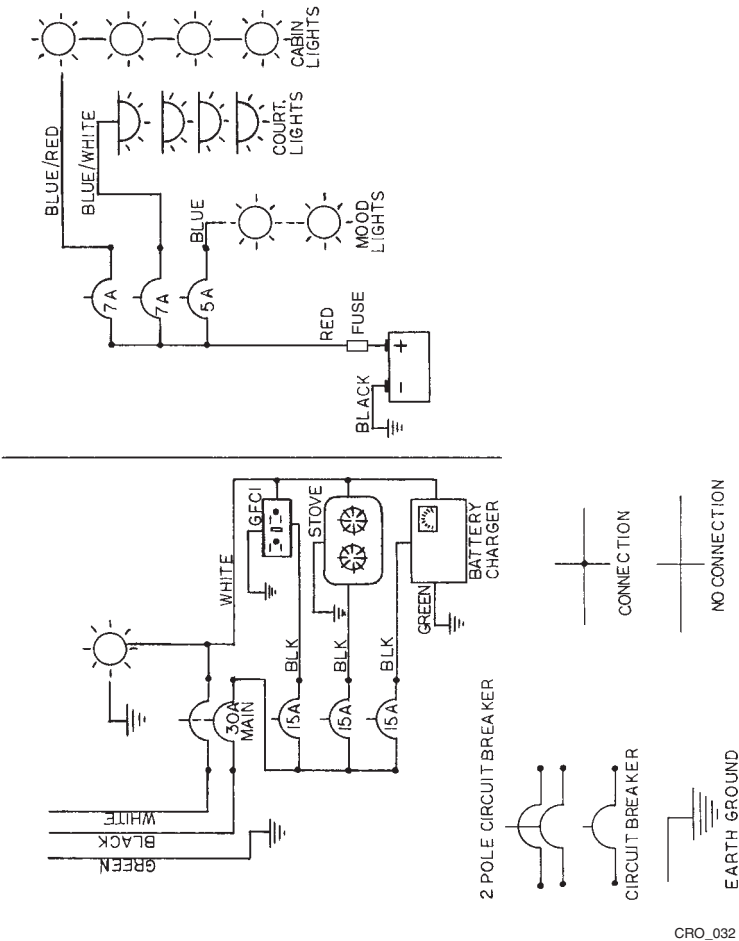 CABIN
LIGHTS
COURT.
LIGHTS
BLUE/RED
BLUE/WHITE
BLUE
MOOD
LIGHTS
7A
7A
5A
RED
FUSE
+
-
BLACK
GFCI
STOVE
WHITE
BATTERY
CHARGER
GREEN
BLK
BLK
BLK
30A
MAIN
15A
15A
15A
WHITE
BLACK
GREEN
CONNECTION
NO CONNECTION
2 POLE CIRCUIT BREAKER
CIRCUIT BREAKER
EARTH GROUND
CRO_032